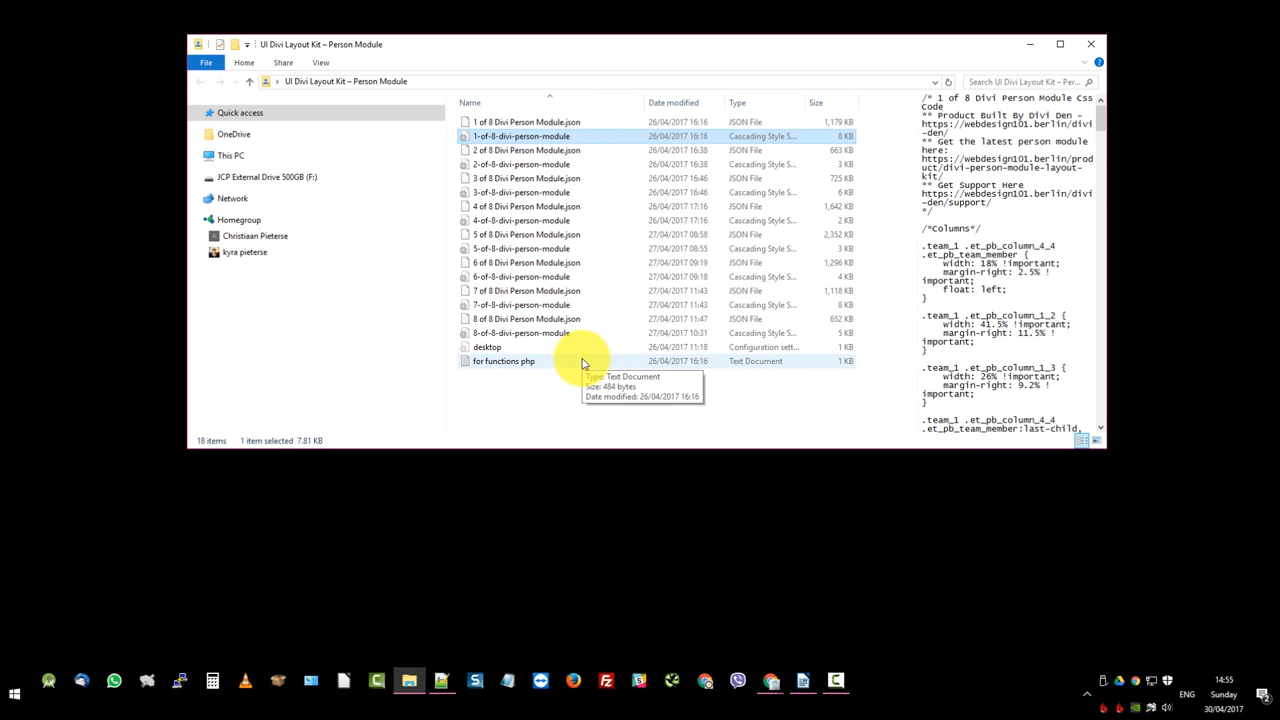 UI Divi Layout Kit – Person Module
File Home Share View
UI Divi Layout Kit – Person Module
Search UI Divi Layout Kit – Per...
Quick access
OneDrive
This PC
JCP External Drive 500GB (F:)
Network
Homegroup
Christiaan Pieterse
kyra pieterse
Name Date modified Type Size
1 of 8 Divi Person Module.json 26/04/2017 16:16 JSON File 1,179 KB
1-of-8-divi-person-module 26/04/2017 16:16 Cascading Style S... 8 KB
2 of 8 Divi Person Module.json 26/04/2017 16:38 JSON File 663 KB
2-of-8-divi-person-module 26/04/2017 16:38 Cascading Style S... 3 KB
3 of 8 Divi Person Module.json 26/04/2017 16:46 JSON File 725 KB
3-of-8-divi-person-module 26/04/2017 16:46 Cascading Style S... 6 KB
4 of 8 Divi Person Module.json 26/04/2017 17:16 JSON File 1,642 KB
4-of-8-divi-person-module 26/04/2017 17:16 Cascading Style S... 2 KB
5 of 8 Divi Person Module.json 27/04/2017 08:58 JSON File 2,352 KB
5-of-8-divi-person-module 27/04/2017 08:55 Cascading Style S... 3 KB
6 of 8 Divi Person Module.json 27/04/2017 09:19 JSON File 1,296 KB
6-of-8-divi-person-module 27/04/2017 09:18 Cascading Style S... 4 KB
7 of 8 Divi Person Module.json 27/04/2017 11:43 JSON File 1,118 KB
7-of-8-divi-person-module 27/04/2017 11:43 Cascading Style S... 8 KB
8 of 8 Divi Person Module.json 27/04/2017 11:47 JSON File 652 KB
8-of-8-divi-person-module 27/04/2017 10:31 Cascading Style S... 5 KB
desktop 26/04/2017 11:18 Configuration sett... 1 KB
for functions php 26/04/2017 16:16 Text Document 1 KB
Type: Text Document
Size: 484 bytes
Date modified: 26/04/2017 16:16
/* 1 of 8 Divi Person Module Css
Code
** Product Built By Divi Den -
https://webdesign101.berlin/divi
-den/
** Get the latest person module
here:
https://webdesign101.berlin/prod
uct/divi-person-module-layout-
kit/
** Get Support Here
https://webdesign101.berlin/divi
-den/support/
*/
/*Columns*/
.team_1 .et_pb_column_4_4
.et_pb_team_member {
width: 18% !important;
margin-right: 2.5% !
important;
float: left;
}
.team_1 .et_pb_column_1_2 {
width: 41.5% !important;
margin-right: 11.5% !
important;
}
.team_1 .et_pb_column_1_3 {
width: 26% !important;
margin-right: 9.2% !
important;
}
.team_1 .et_pb_column_4_4
.et_pb_team_member:last-child,
18 items 1 item selected 7.81 KB
ENG
14:55
Sunday
30/04/2017
2